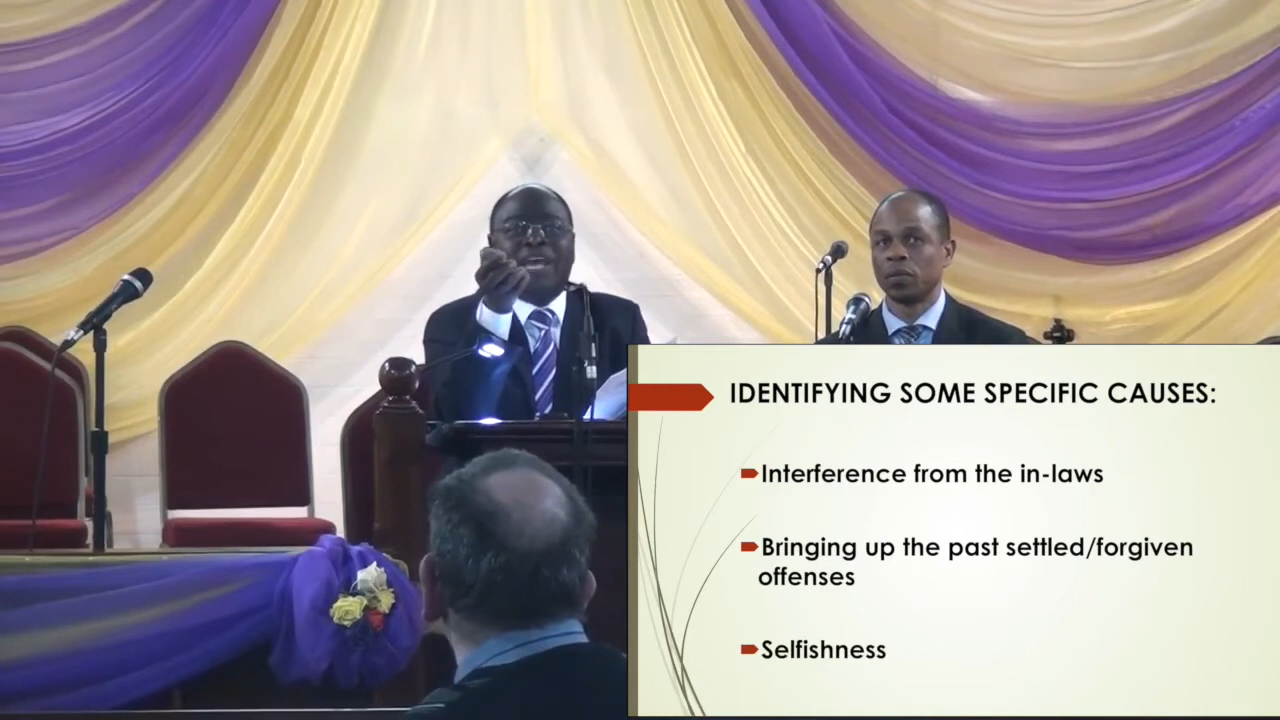 IDENTIFYING SOME SPECIFIC CAUSES:
Interference from the in-laws
Bringing up the past settled/forgiven
offenses
Selfishness